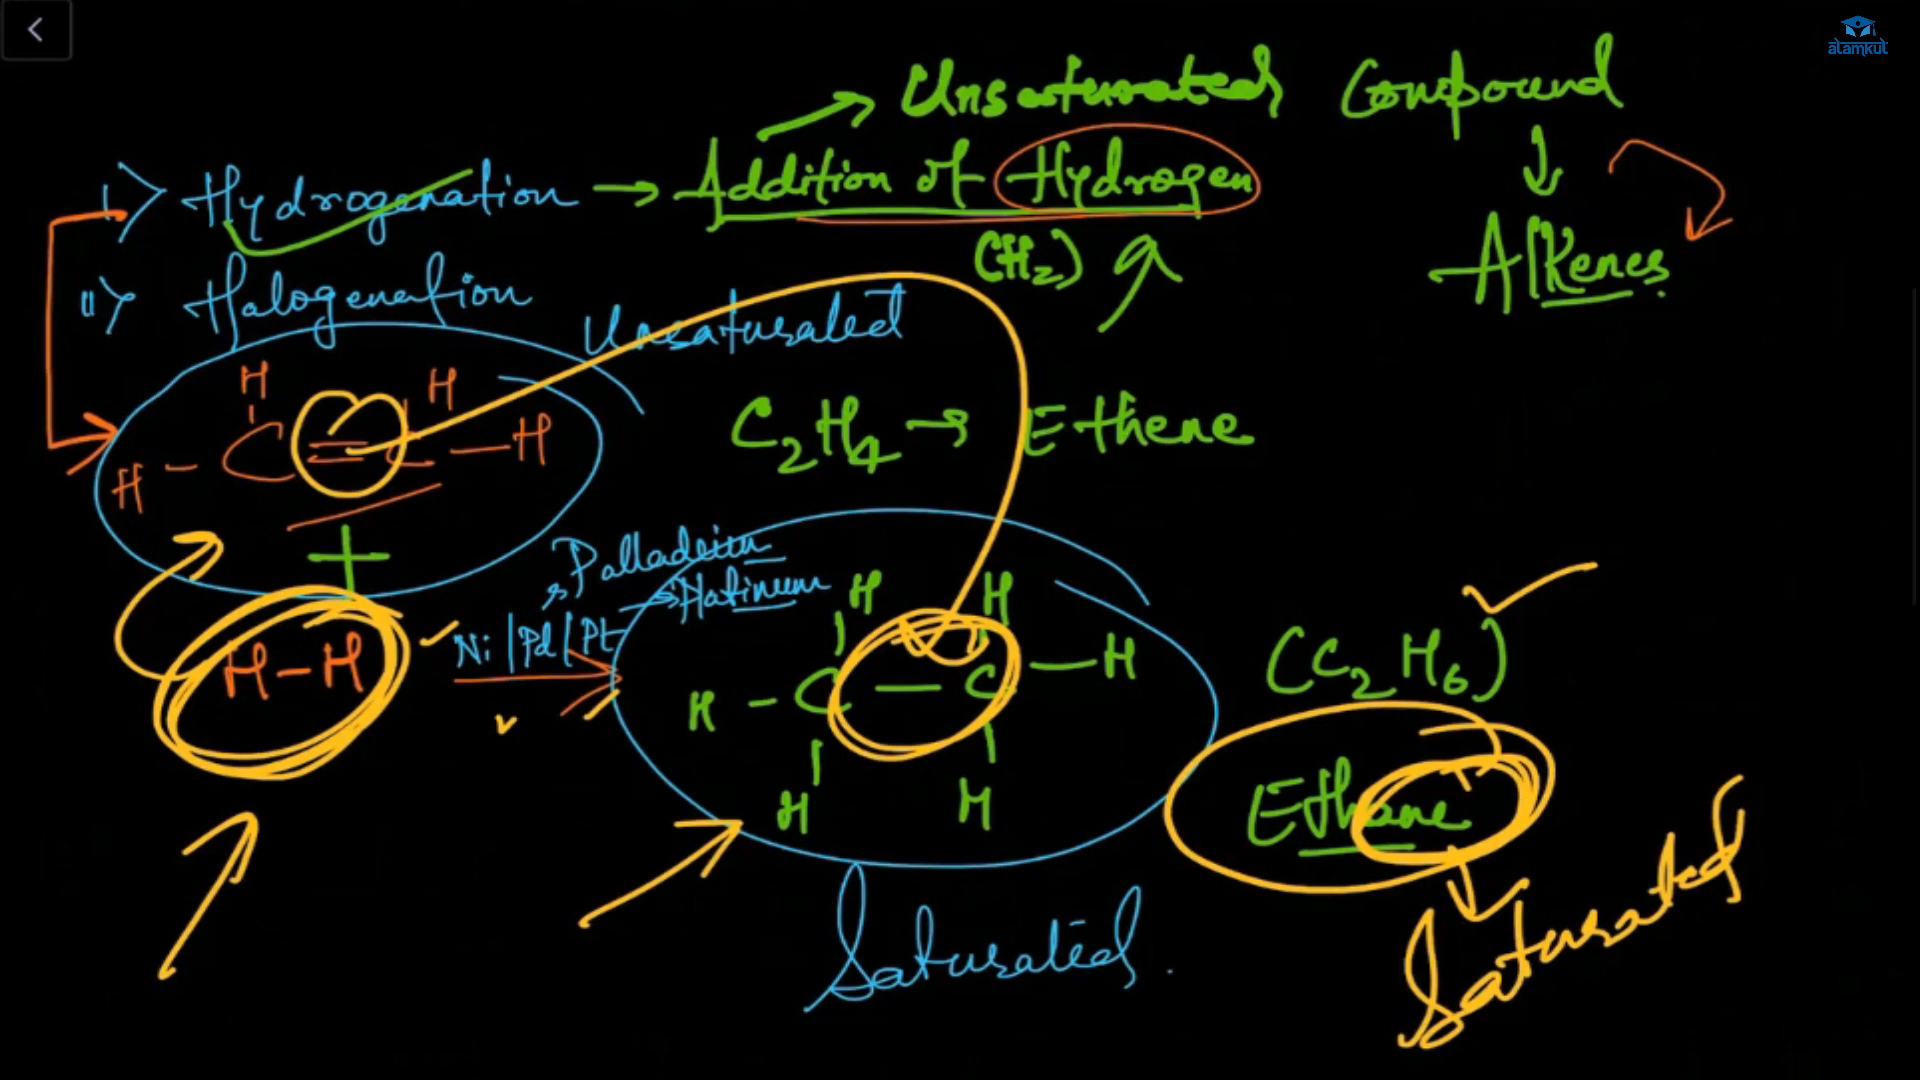 alamkut
Unsaturated Compound
I) Hydrogenation → Addition of Hydrogen
(H₂)
Alkenes
II) Halogenation
Unsaturated
H H
H - C = C - H
C₂H₄ → Ethene
+
H - H
Palladium
Platinum
Ni | Pd | Pt
H H
H - C - C - H
H H
(C₂H₆)
Ethane
Saturated.
Saturated